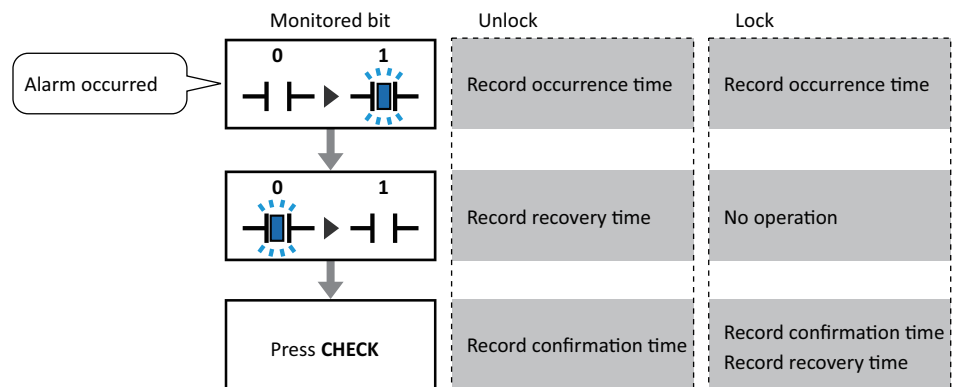 Monitored bit
Unlock
Lock
Alarm occurred
0 1
Record occurrence time
Record occurrence time
0 1
Record recovery time
No operation
Press CHECK
Record confirmation time
Record confirmation time
Record recovery time